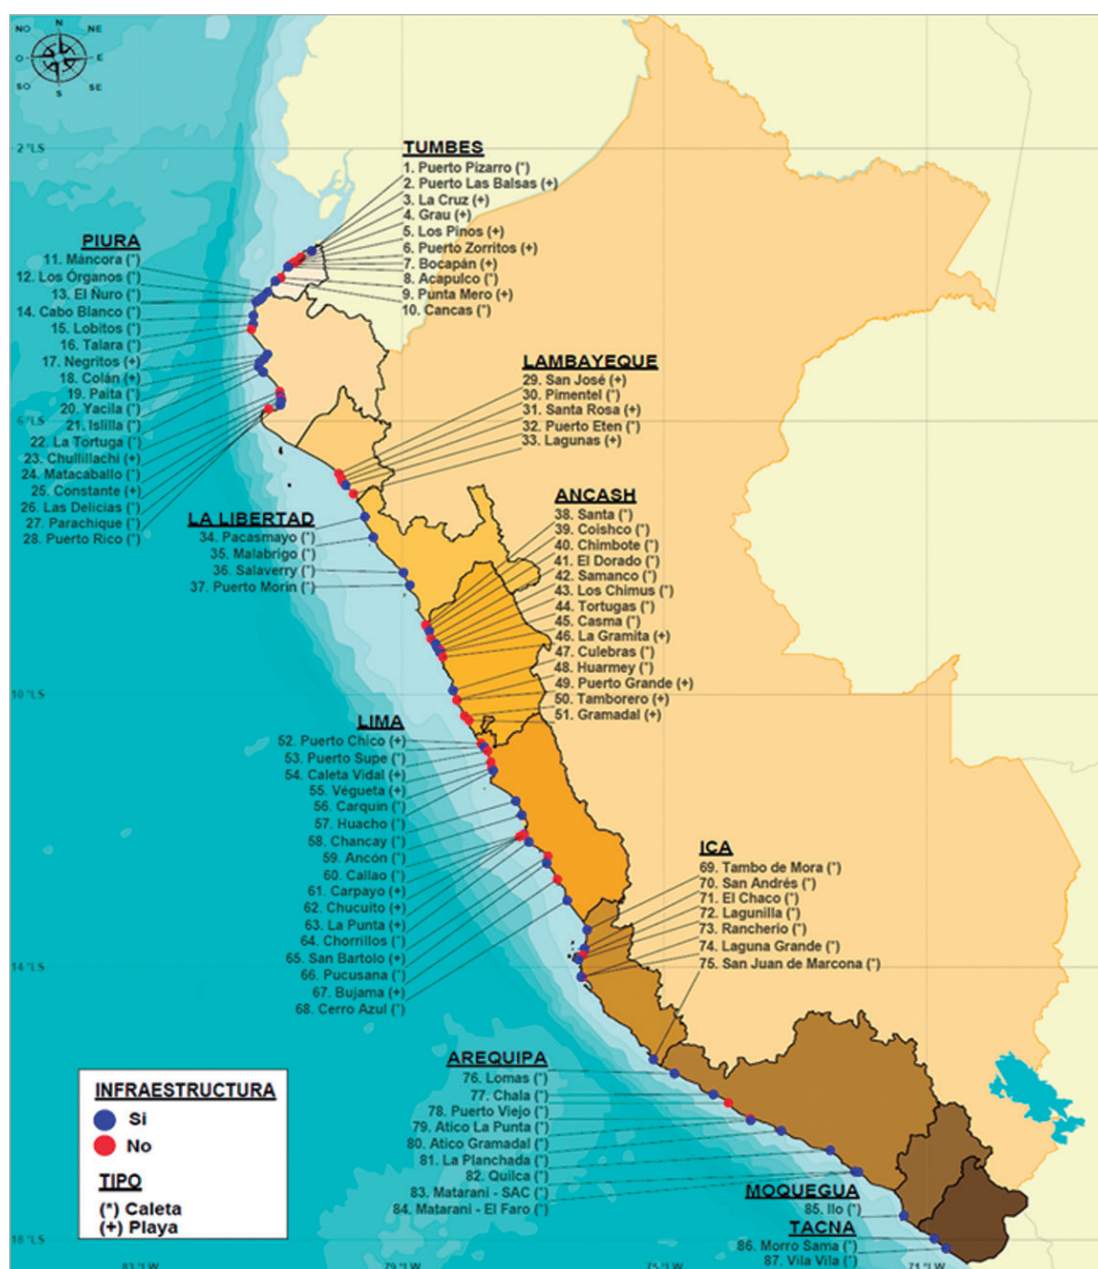 N
NO
NE
O
E
SO
SE
S
2°LS
TUMBES
1. Puerto Pizarro (*)
2. Puerto Las Balsas (+)
3. La Cruz (+)
4. Grau (+)
5. Los Pinos (+)
6. Puerto Zorritos (+)
7. Bocapán (+)
8. Acapulco (*)
9. Punta Mero (+)
10. Cancas (*)
PIURA
11. Máncora (*)
12. Los Órganos (*)
13. El Ñuro (*)
14. Cabo Blanco (*)
15. Lobitos (*)
16. Talara (*)
17. Negritos (+)
18. Colán (+)
19. Paita (*)
20. Yacila (*)
21. Islilla (*)
22. La Tortuga (*)
23. Chullillachi (+)
24. Matacaballo (*)
25. Constante (+)
26. Las Delicias (*)
27. Parachique (*)
28. Puerto Rico (*)
6°LS
LAMBAYEQUE
29. San José (+)
30. Pimentel (*)
31. Santa Rosa (+)
32. Puerto Eten (*)
33. Lagunas (+)
LA LIBERTAD
34. Pacasmayo (*)
35. Malabrigo (*)
36. Salaverry (*)
37. Puerto Morin (*)
ANCASH
38. Santa (*)
39. Coishco (*)
40. Chimbote (*)
41. El Dorado (*)
42. Samanco (*)
43. Los Chimus (*)
44. Tortugas (*)
45. Casma (*)
46. La Gramita (+)
47. Culebras (*)
48. Huarmey (*)
49. Puerto Grande (+)
50. Tamborero (+)
51. Gramadal (+)
10°LS
LIMA
52. Puerto Chico (+)
53. Puerto Supe (*)
54. Caleta Vidal (+)
55. Végueta (+)
56. Carquin (*)
57. Huacho (*)
58. Chancay (*)
59. Ancón (*)
60. Callao (*)
61. Carpayo (+)
62. Chucuito (+)
63. La Punta (+)
64. Chorrillos (*)
65. San Bartolo (+)
66. Pucusana (*)
67. Bujama (+)
68. Cerro Azul (*)
ICA
69. Tambo de Mora (*)
70. San Andrés (*)
71. El Chaco (*)
72. Lagunilla (*)
73. Rancherio (*)
74. Laguna Grande (*)
75. San Juan de Marcona (*)
14°LS
AREQUIPA
76. Lomas (*)
77. Chala (*)
78. Puerto Viejo (*)
79. Atico La Punta (*)
80. Atico Gramadal (*)
81. La Planchada (*)
82. Quilca (*)
83. Matarani - SAC (*)
84. Matarani - El Faro (*)
MOQUEGUA
85. Ilo (*)
TACNA
86. Morro Sama (*)
87. Vila Vila (*)
INFRAESTRUCTURA
Si
No
TIPO
(*) Caleta
(+) Playa
18°LS
83°LW
79°LW
75°LW
71°LW